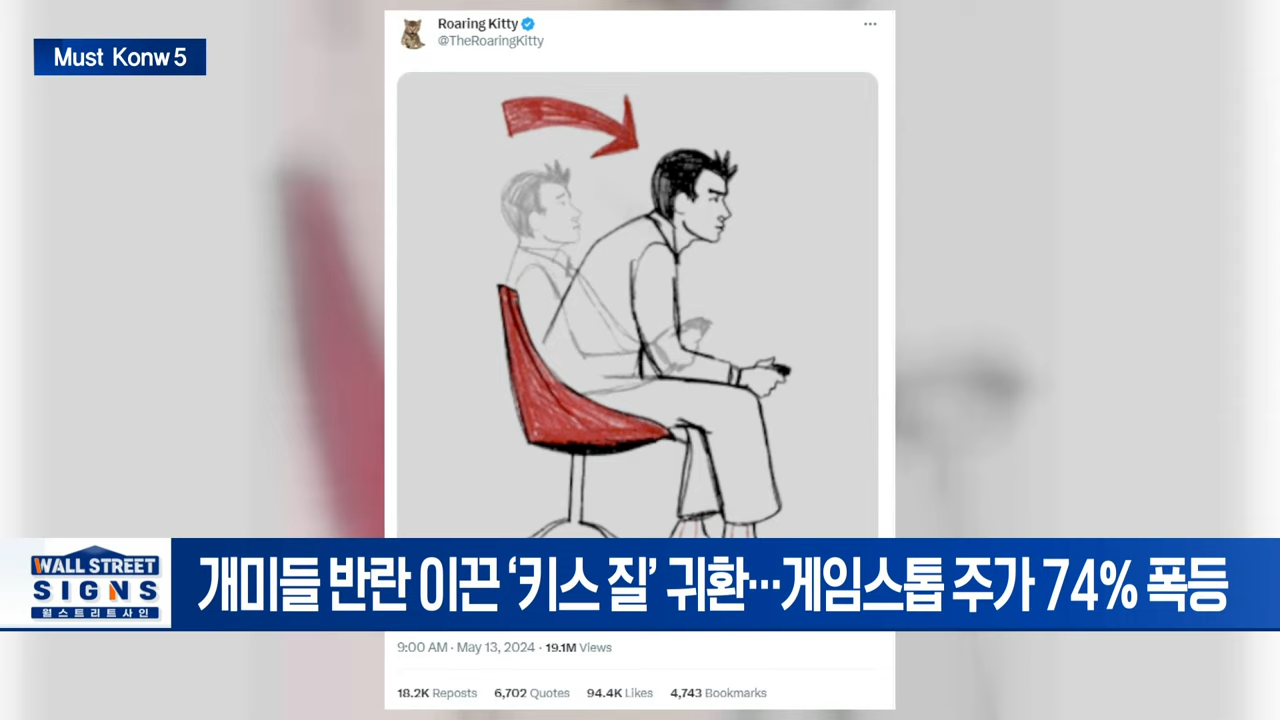 Must Konw 5
Roaring Kitty
@TheRoaringKitty
WALL STREET
SIGNS
월스트리트사인
개미들 반란 이끈 ‘키스 질’ 귀환…게임스톱 주가 74% 폭등
9:00 AM · May 13, 2024 · 19.1M Views
18.2K Reposts 6,702 Quotes 94.4K Likes 4,743 Bookmarks